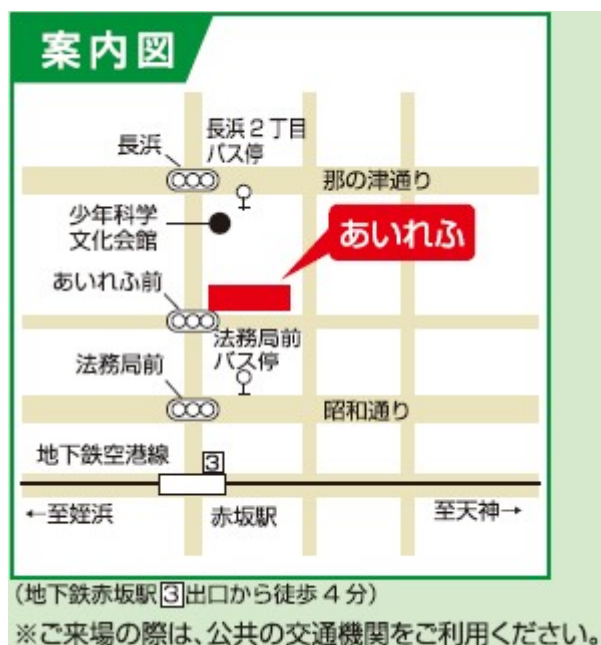 案内図
長浜
長浜2丁目
バス停
那の津通り
少年科学
文化会館
あいれふ
あいれふ前
法務局前
バス停
法務局前
昭和通り
地下鉄空港線
3
←至姪浜
赤坂駅
至天神→
(地下鉄赤坂駅3出口から徒歩4分)
※ご来場の際は、公共の交通機関をご利用ください。